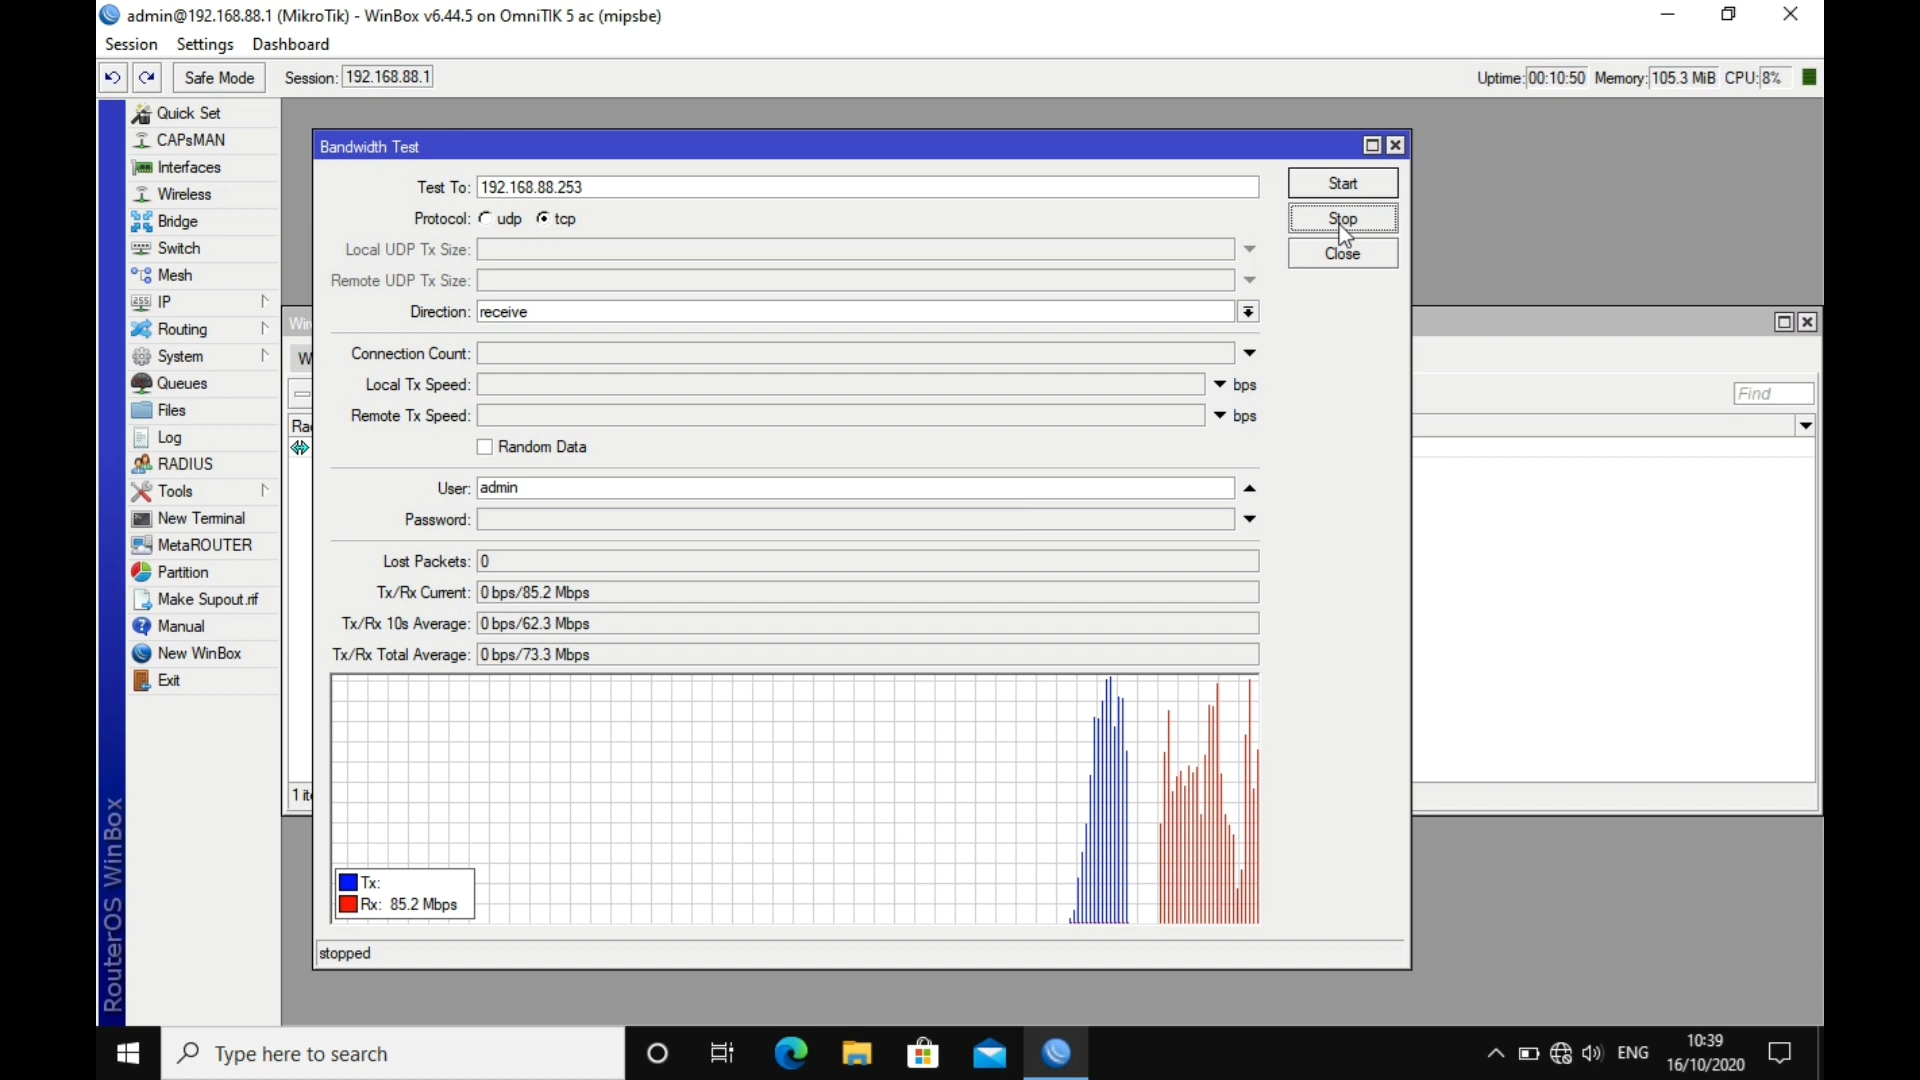 admin@192.168.88.1 (MikroTik) - WinBox v6.44.5 on OmniTIK 5 ac (mipsbe)
Session Settings Dashboard
Safe Mode Session: 192.168.88.1 Uptime: 00:10:50 Memory: 105.3 MiB CPU: 8%
Quick Set
CAPsMAN
Interfaces
Wireless
Bridge
Switch
Mesh
IP
Routing
System
Queues
Files
Log
RADIUS
Tools
New Terminal
MetaROUTER
Partition
Make Supout.rif
Manual
New WinBox
Exit
RouterOS WinBox
Bandwidth Test
Test To: 192.168.88.253
Protocol: udp tcp
Local UDP Tx Size:
Remote UDP Tx Size:
Direction: receive
Connection Count:
Local Tx Speed: bps
Remote Tx Speed: bps
Random Data
User: admin
Password:
Lost Packets: 0
Tx/Rx Current: 0 bps/85.2 Mbps
Tx/Rx 10s Average: 0 bps/62.3 Mbps
Tx/Rx Total Average: 0 bps/73.3 Mbps
Tx:
Rx: 85.2 Mbps
stopped
Start
Stop
Close
Find
Type here to search
ENG
10:39
16/10/2020